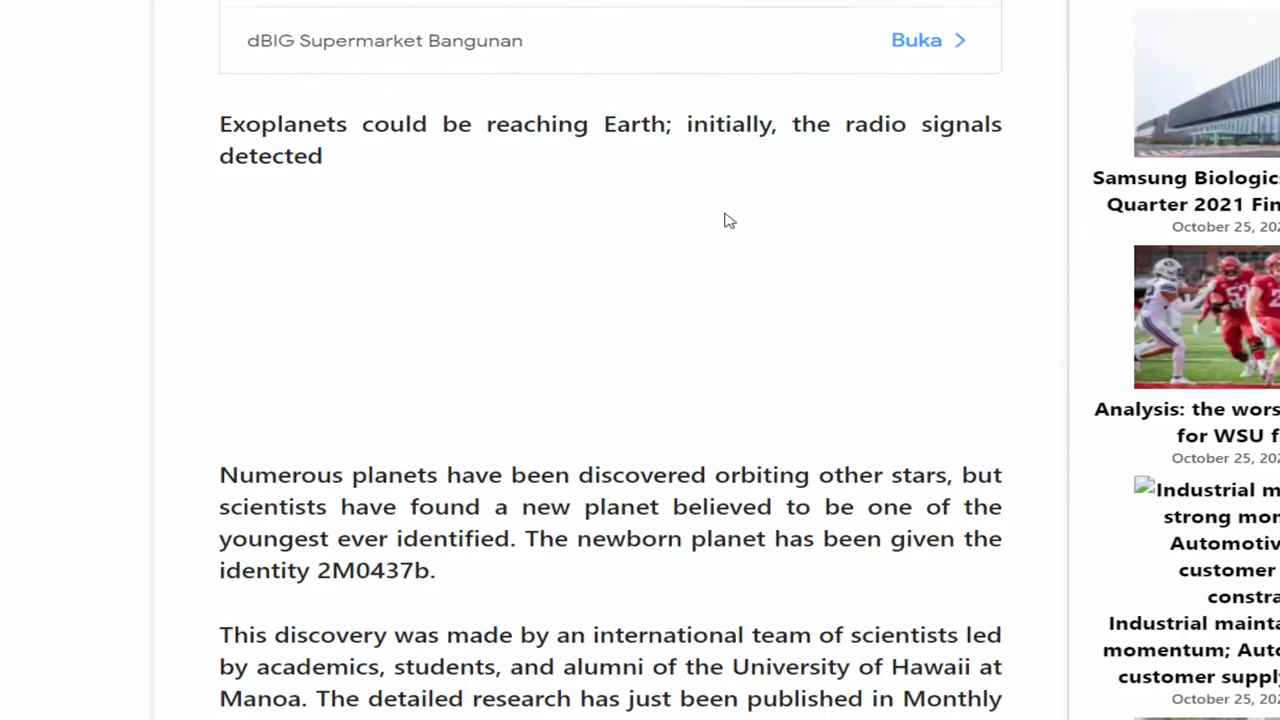 dBIG Supermarket Bangunan
Buka
Exoplanets could be reaching Earth; initially, the radio signals
detected
Numerous planets have been discovered orbiting other stars, but
scientists have found a new planet believed to be one of the
youngest ever identified. The newborn planet has been given the
identity 2M0437b.
This discovery was made by an international team of scientists led
by academics, students, and alumni of the University of Hawaii at
Manoa. The detailed research has just been published in Monthly
Samsung Biologic
Quarter 2021 Fin
October 25, 20
Analysis: the wors
for WSU f
October 25, 20
Industrial m
strong mon
Automotiv
customer
constra
Industrial mainta
momentum; Auto
customer supply
October 25, 20